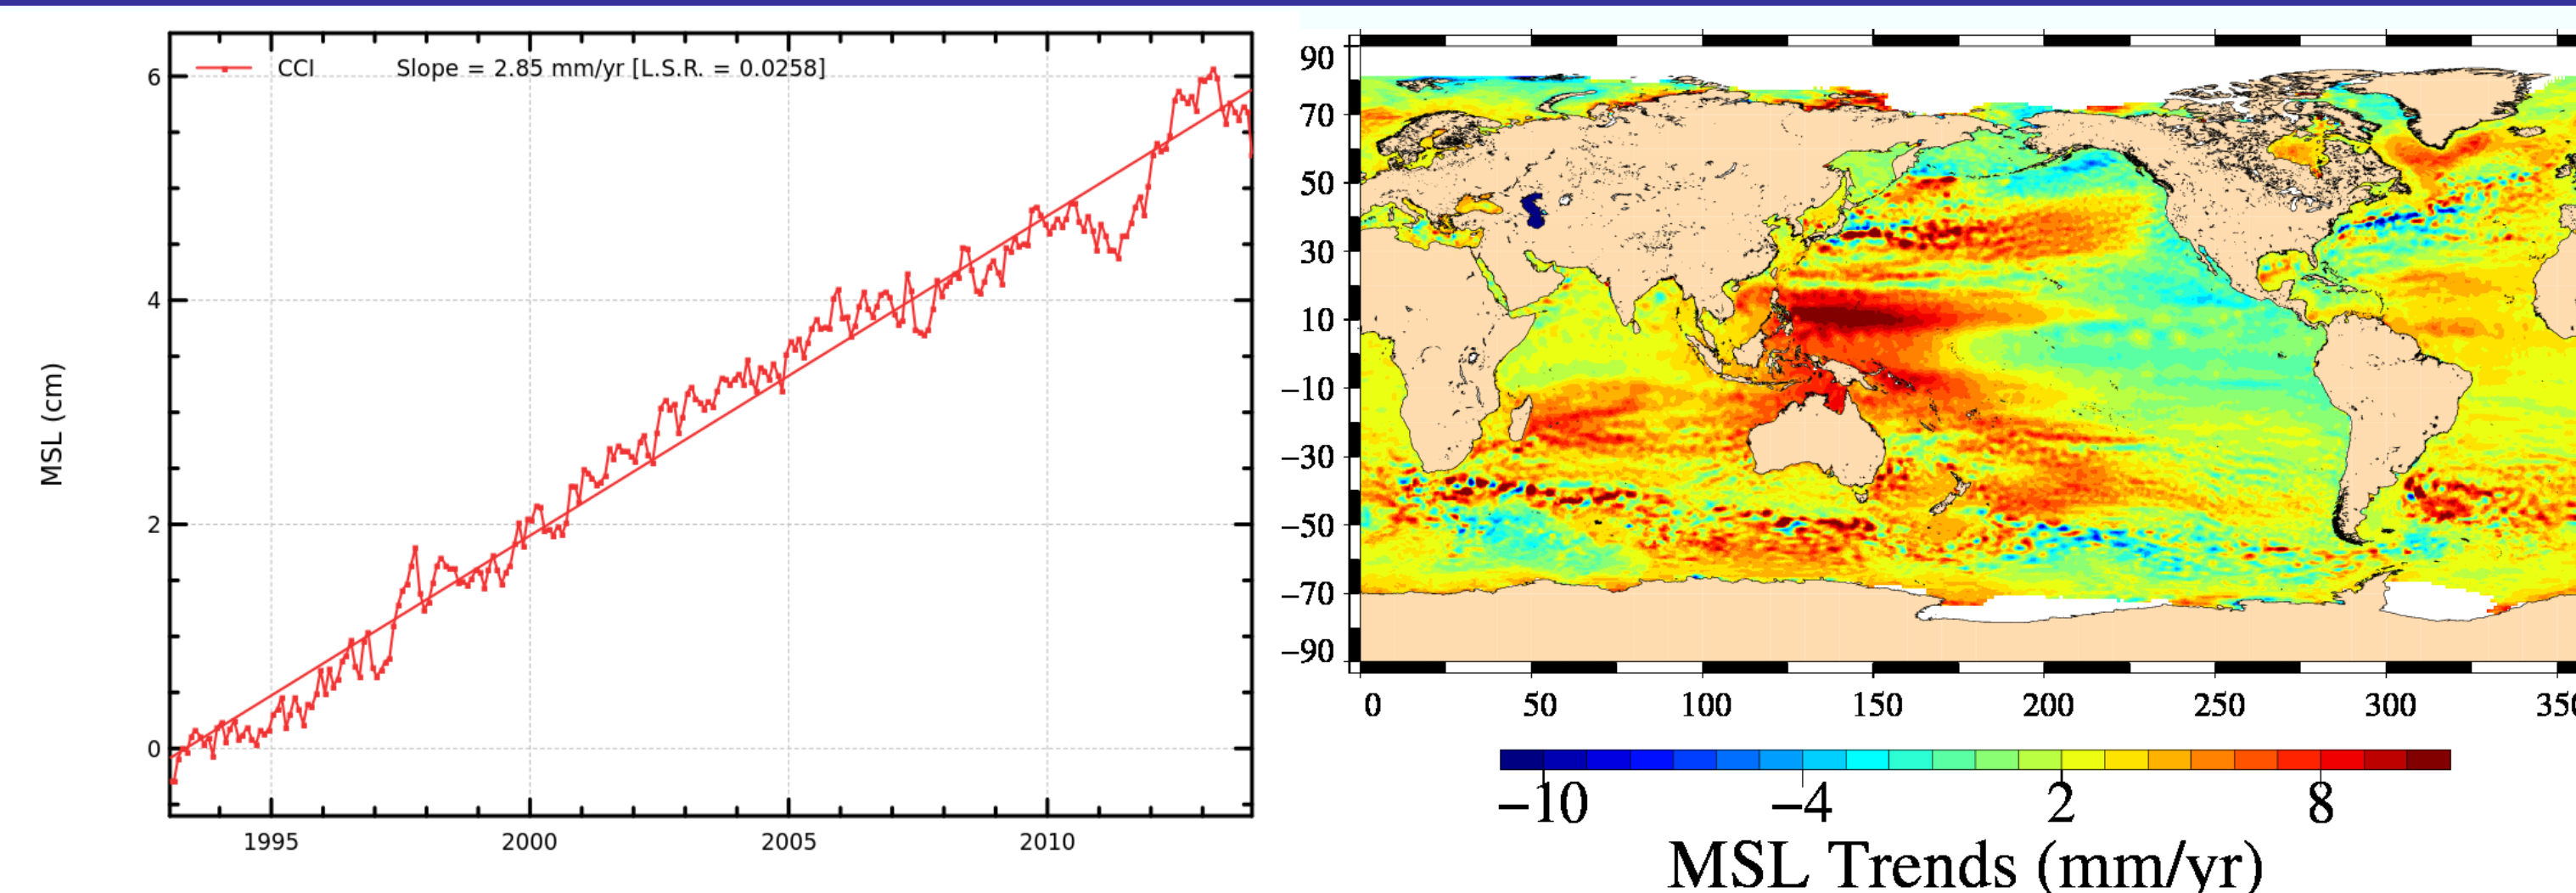 CCI Slope = 2.85 mm/yr [L.S.R. = 0.0258]
6
4
2
0
MSL (cm)
1995 2000 2005 2010
90
70
50
30
10
−10
−30
−50
−70
−90
0 50 100 150 200 250 300
−10 −4 2 8
MSL Trends (mm/yr)